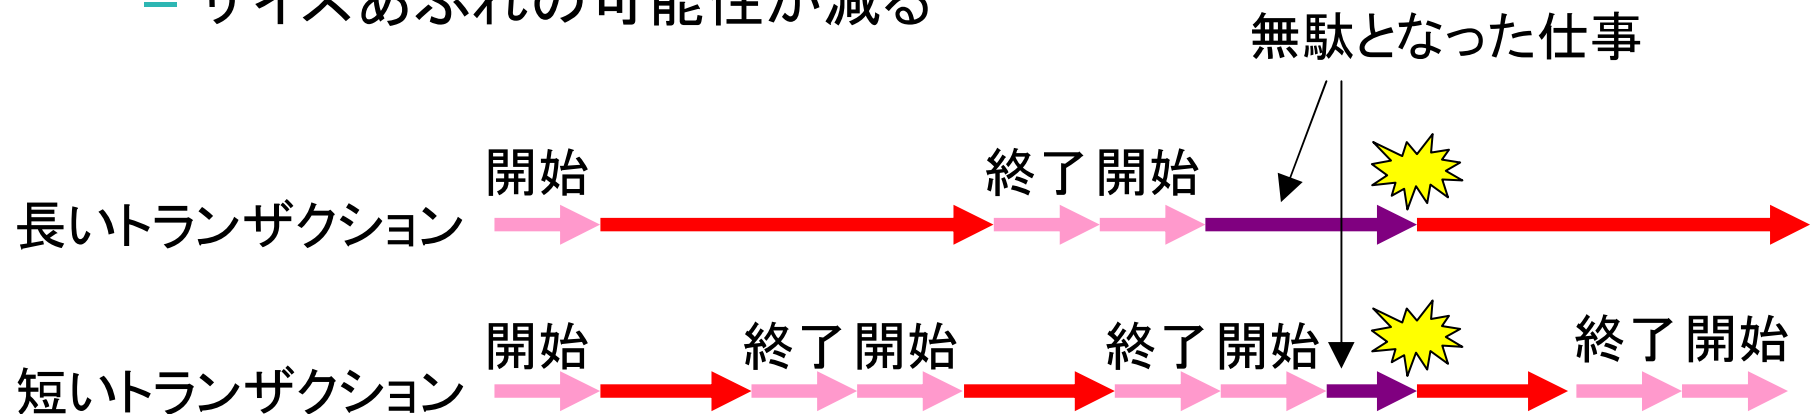 – サイズあふれの可能性が減る
無駄となった仕事
開始 終了 開始
長いトランザクション
開始 終了 開始 終了 開始 終了 開始
短いトランザクション